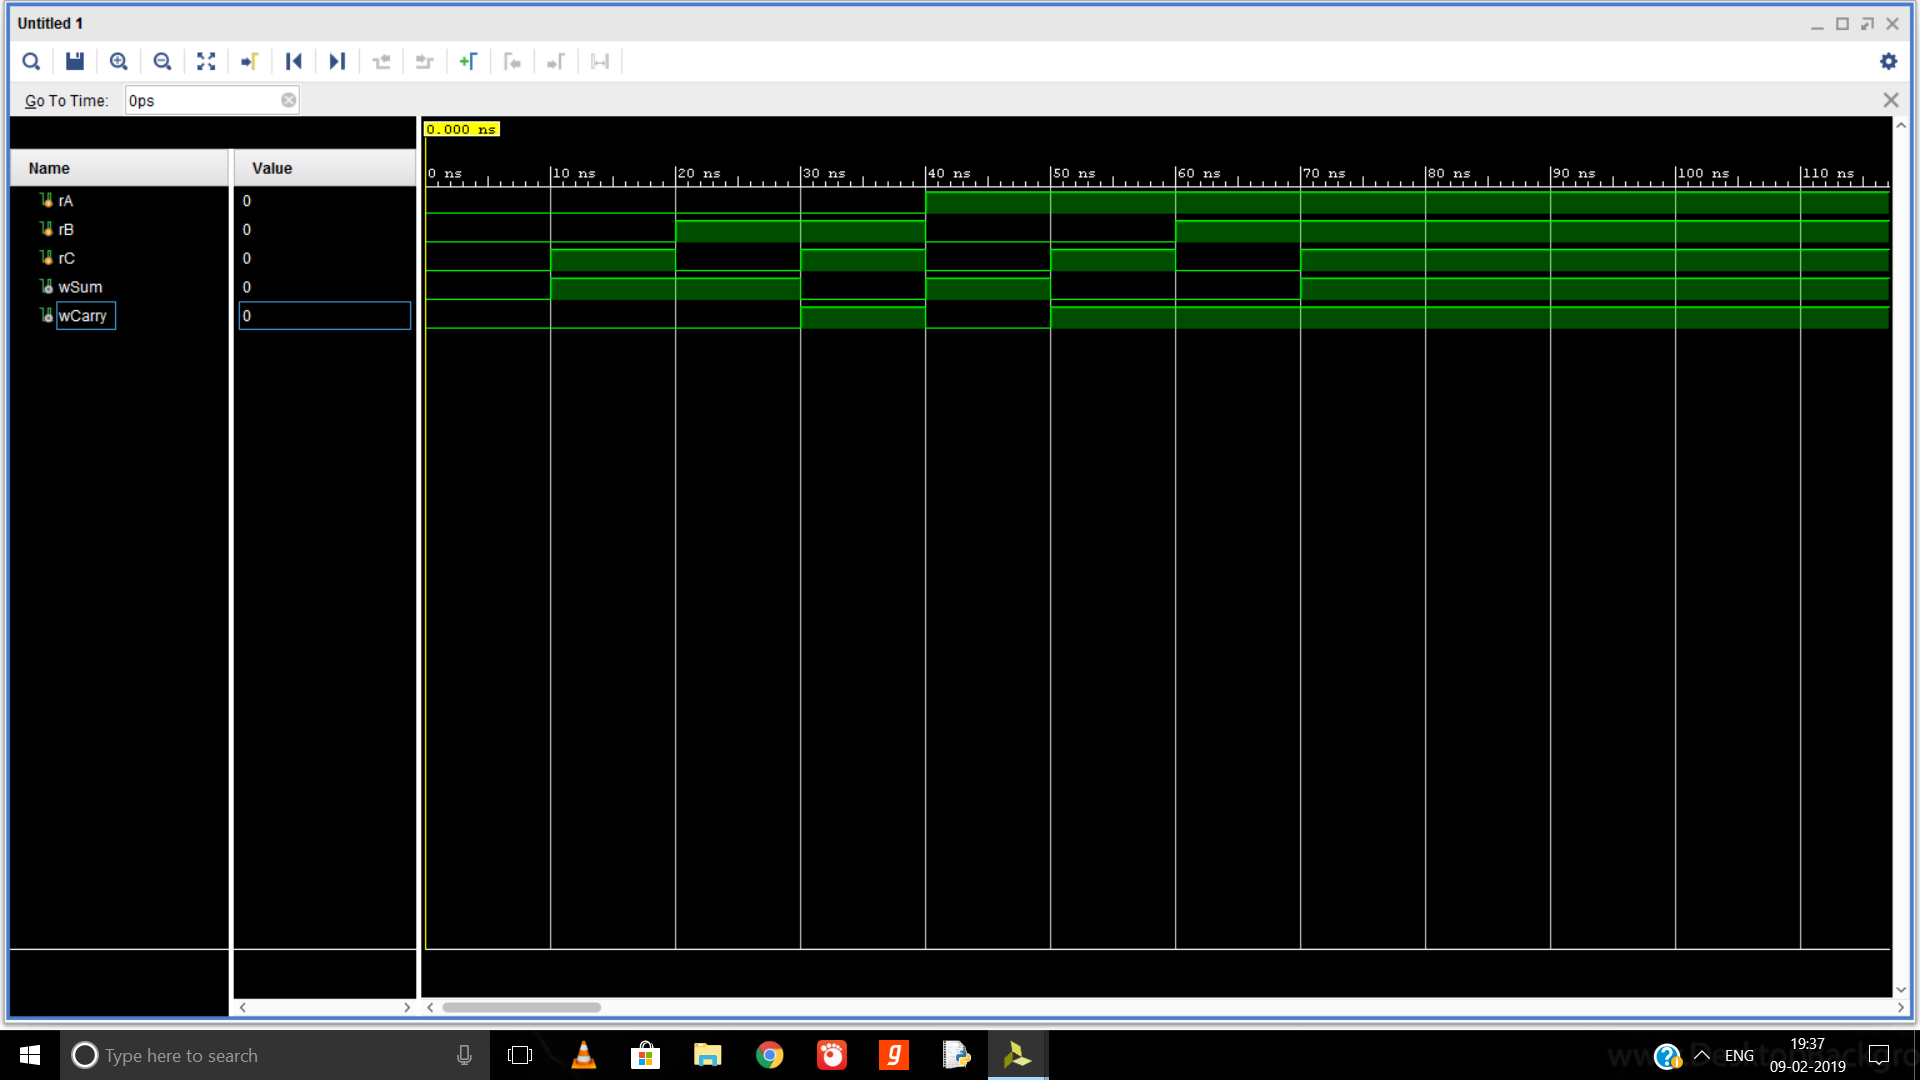 Untitled 1
Go To Time: 0ps
0.000 ns
Name Value
0 ns 10 ns 20 ns 30 ns 40 ns 50 ns 60 ns 70 ns 80 ns 90 ns 100 ns 110 ns
rA 0
rB 0
rC 0
wSum 0
wCarry 0
Type here to search
g
ENG
19:37
09-02-2019